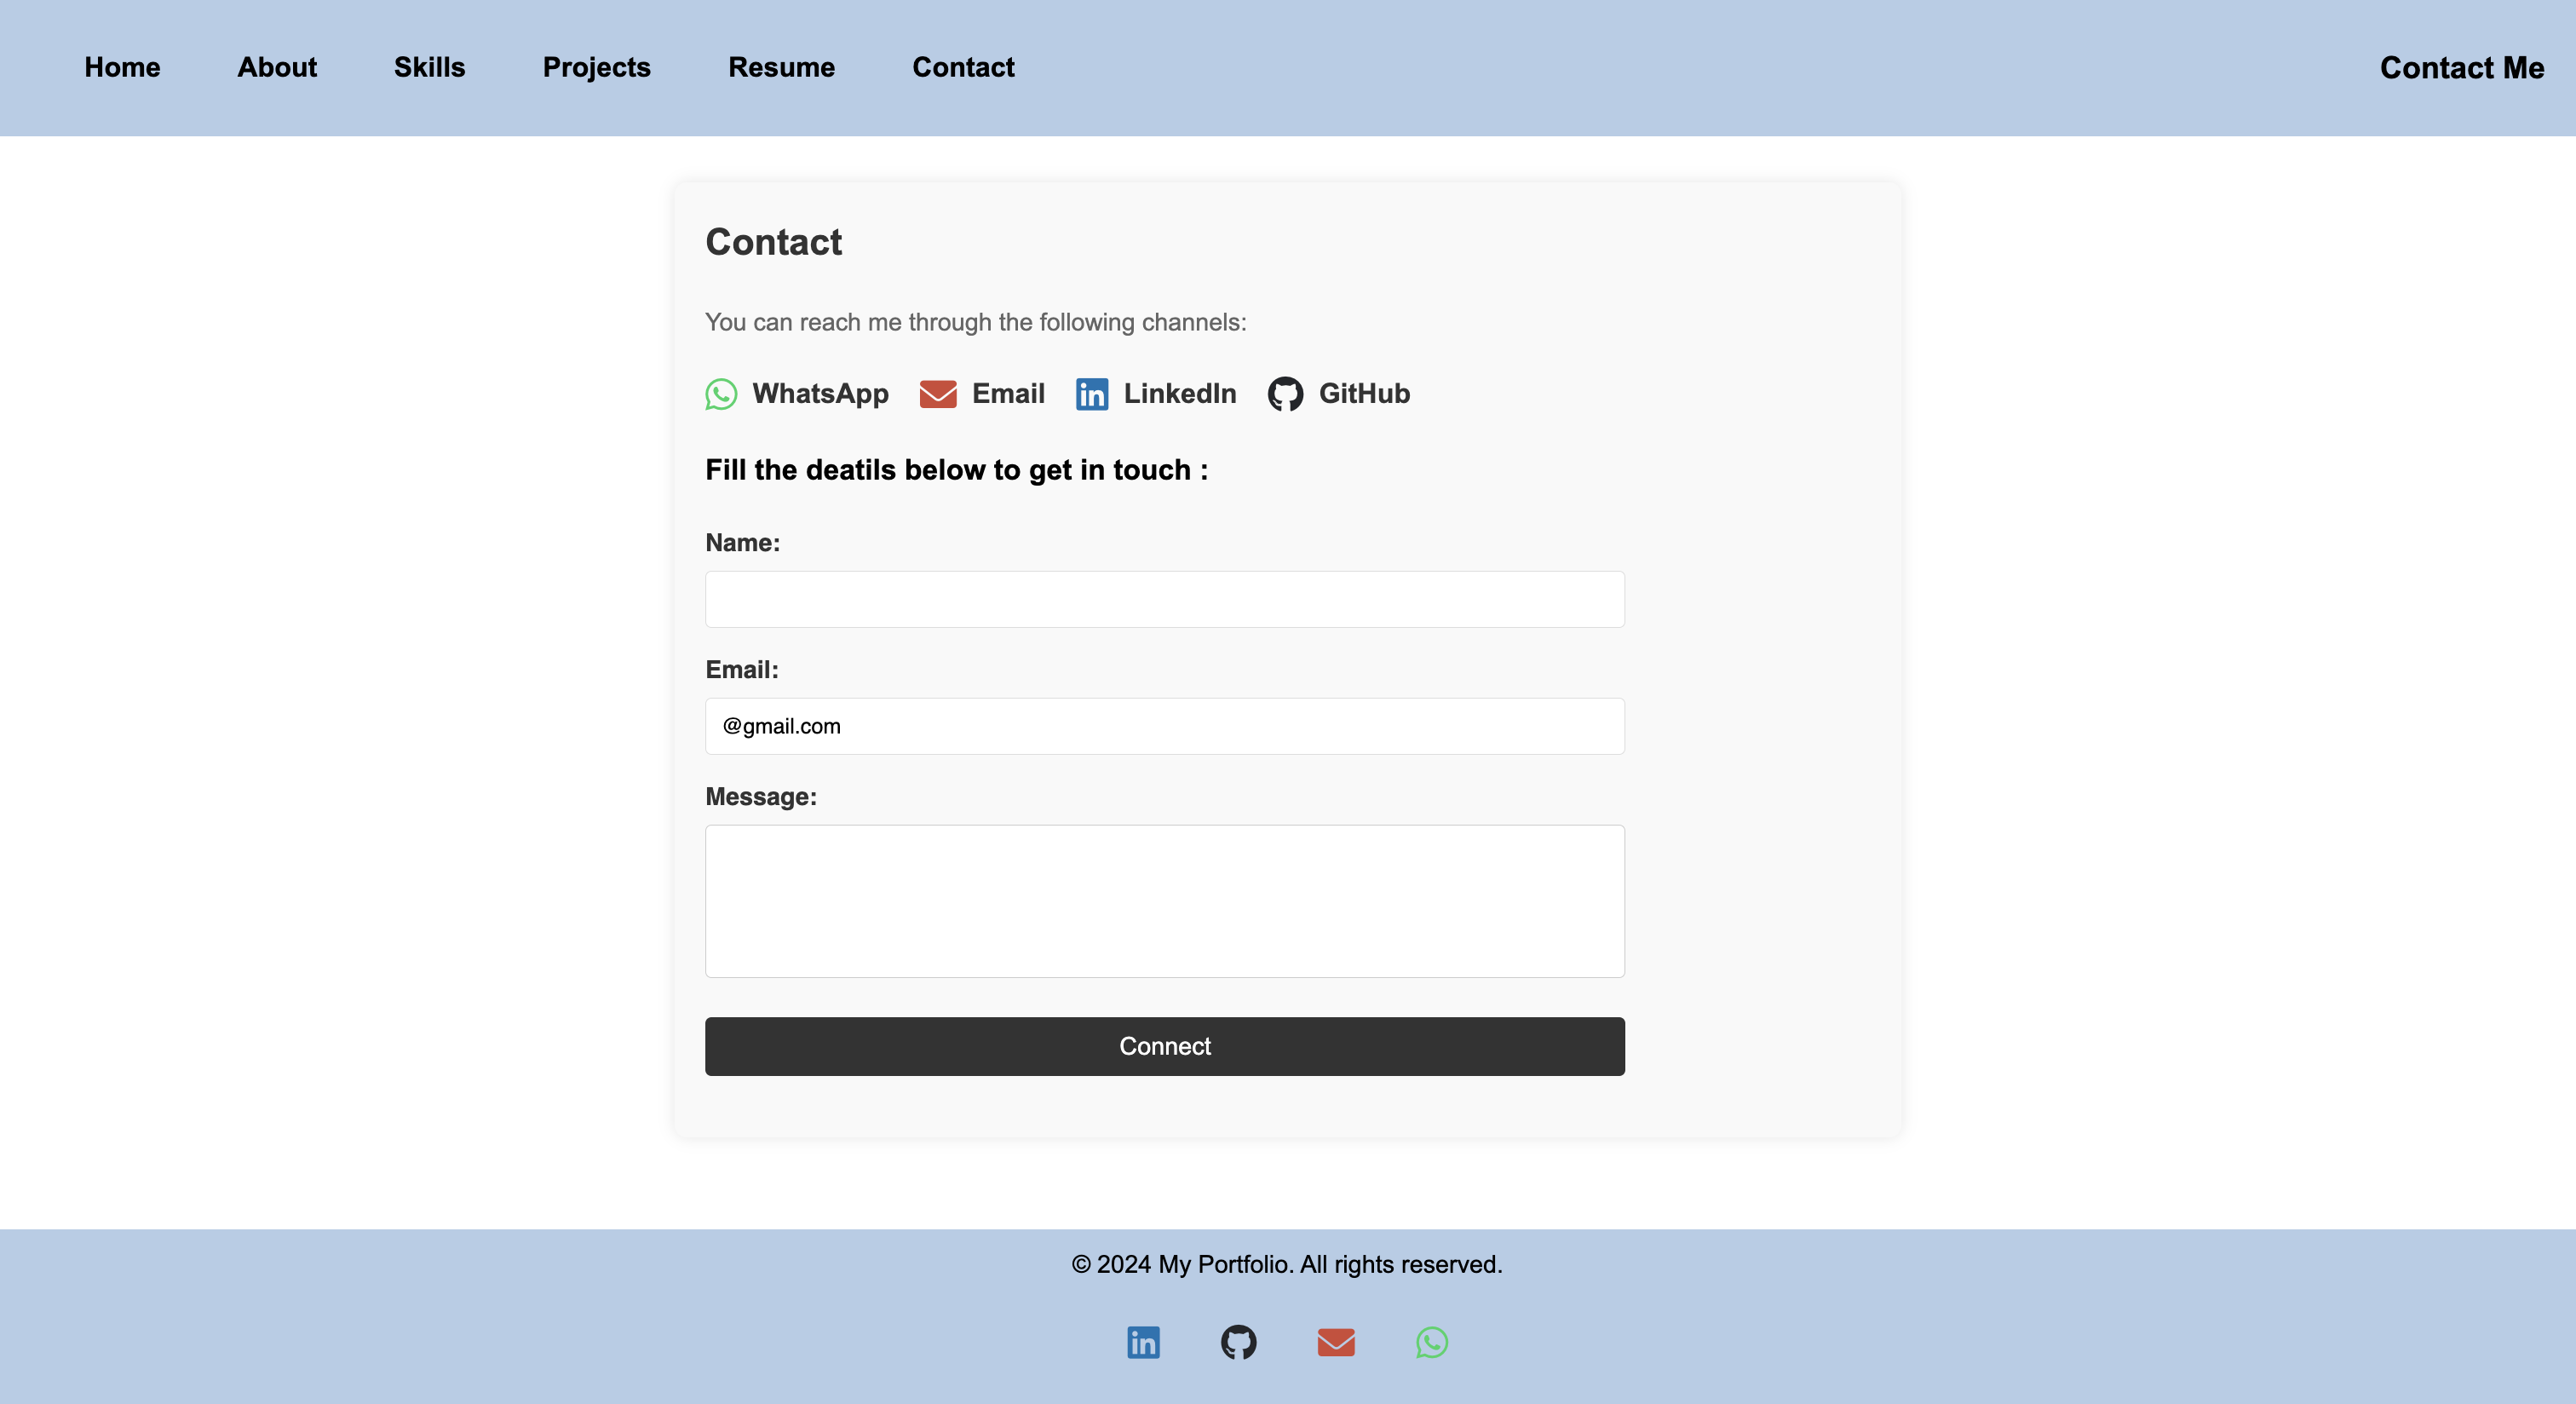 Home About Skills Projects Resume Contact Contact Me
Contact
You can reach me through the following channels:
WhatsApp Email LinkedIn GitHub
Fill the deatils below to get in touch :
Name:
Email:
@gmail.com
Message:
Connect
© 2024 My Portfolio. All rights reserved.